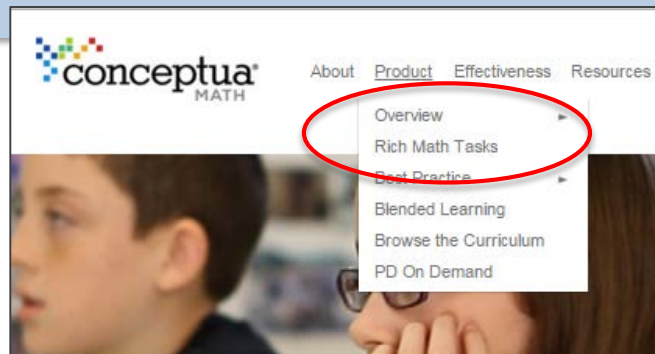 conceptua
MATH
About Product Effectiveness Resources
Overview
Rich Math Tasks
Best Practice
Blended Learning
Browse the Curriculum
PD On Demand